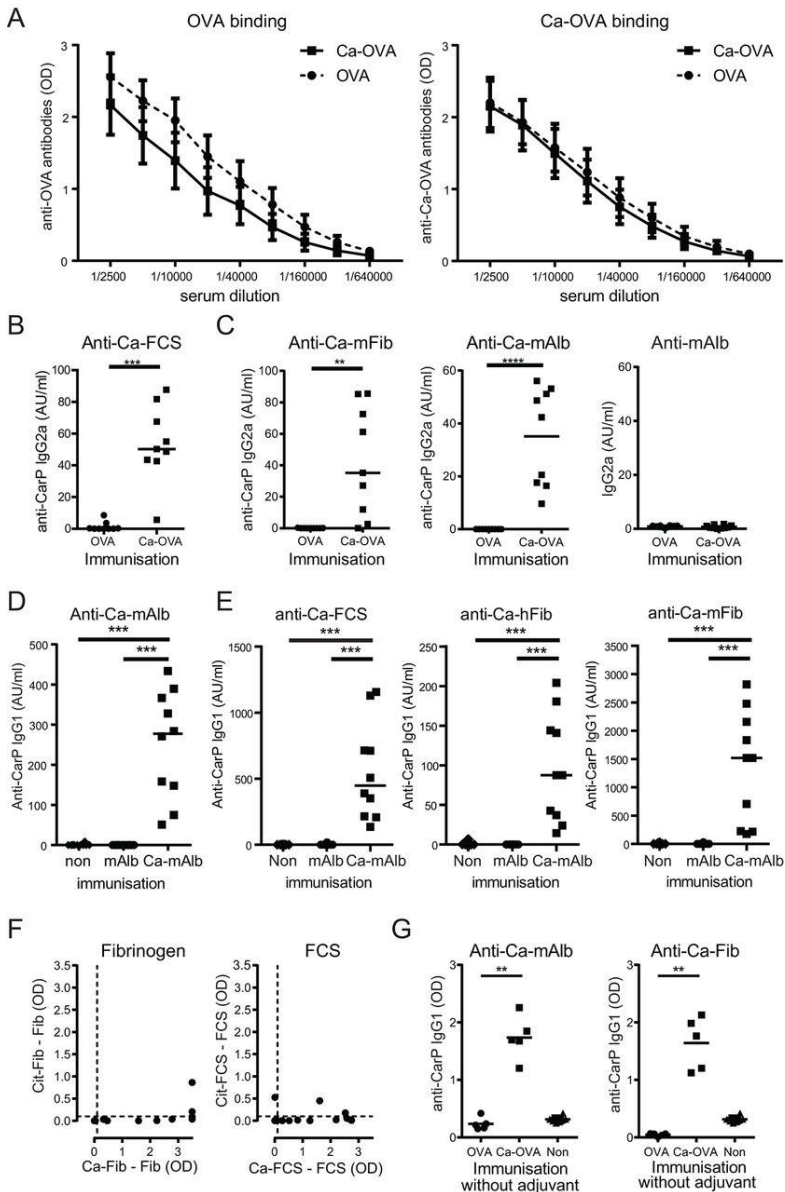 A
OVA binding
Ca-OVA
OVA
anti-OVA antibodies (OD)
3
2
1
0
1/2500 1/10000 1/40000 1/160000 1/640000
serum dilution
Ca-OVA binding
Ca-OVA
OVA
anti-Ca-OVA antibodies (OD)
3
2
1
0
1/2500 1/10000 1/40000 1/160000 1/640000
serum dilution
B
Anti-Ca-FCS
***
anti-CarP IgG2a (AU/ml)
100
80
60
40
20
0
OVA Ca-OVA
Immunisation
C
Anti-Ca-mFib
**
anti-CarP IgG2a (AU/ml)
100
80
60
40
20
0
OVA Ca-OVA
Immunisation
Anti-Ca-mAlb
****
anti-CarP IgG2a (AU/ml)
60
40
20
0
OVA Ca-OVA
Immunisation
Anti-mAlb
IgG2a (AU/ml)
60
40
20
0
OVA Ca-OVA
Immunisation
D
Anti-Ca-mAlb
***
***
Anti-CarP IgG1 (AU/ml)
500
400
300
200
100
0
non mAlb Ca-mAlb
immunisation
E
anti-Ca-FCS
***
***
Anti-CarP IgG1 (AU/ml)
1500
1000
500
0
Non mAlb Ca-mAlb
immunisation
anti-Ca-hFib
***
***
Anti-CarP IgG1 (AU/ml)
250
200
150
100
50
0
Non mAlb Ca-mAlb
immunisation
anti-Ca-mFib
***
***
Anti-CarP IgG1 (AU/ml)
3500
3000
2500
2000
1500
1000
500
0
Non mAlb Ca-mAlb
immunisation
F
Fibrinogen
Cit-Fib - Fib (OD)
3.5
3.0
2.5
2.0
1.5
1.0
0.5
0.0
0 1 2 3
Ca-Fib - Fib (OD)
FCS
Cit-FCS - FCS (OD)
3.5
3.0
2.5
2.0
1.5
1.0
0.5
0.0
0 1 2 3
Ca-FCS - FCS (OD)
G
Anti-Ca-mAlb
**
anti-CarP IgG1 (OD)
3
2
1
0
OVA Ca-OVA Non
Immunisation
without adjuvant
Anti-Ca-Fib
**
anti-CarP IgG1 (OD)
3
2
1
0
OVA Ca-OVA Non
Immunisation
without adjuvant